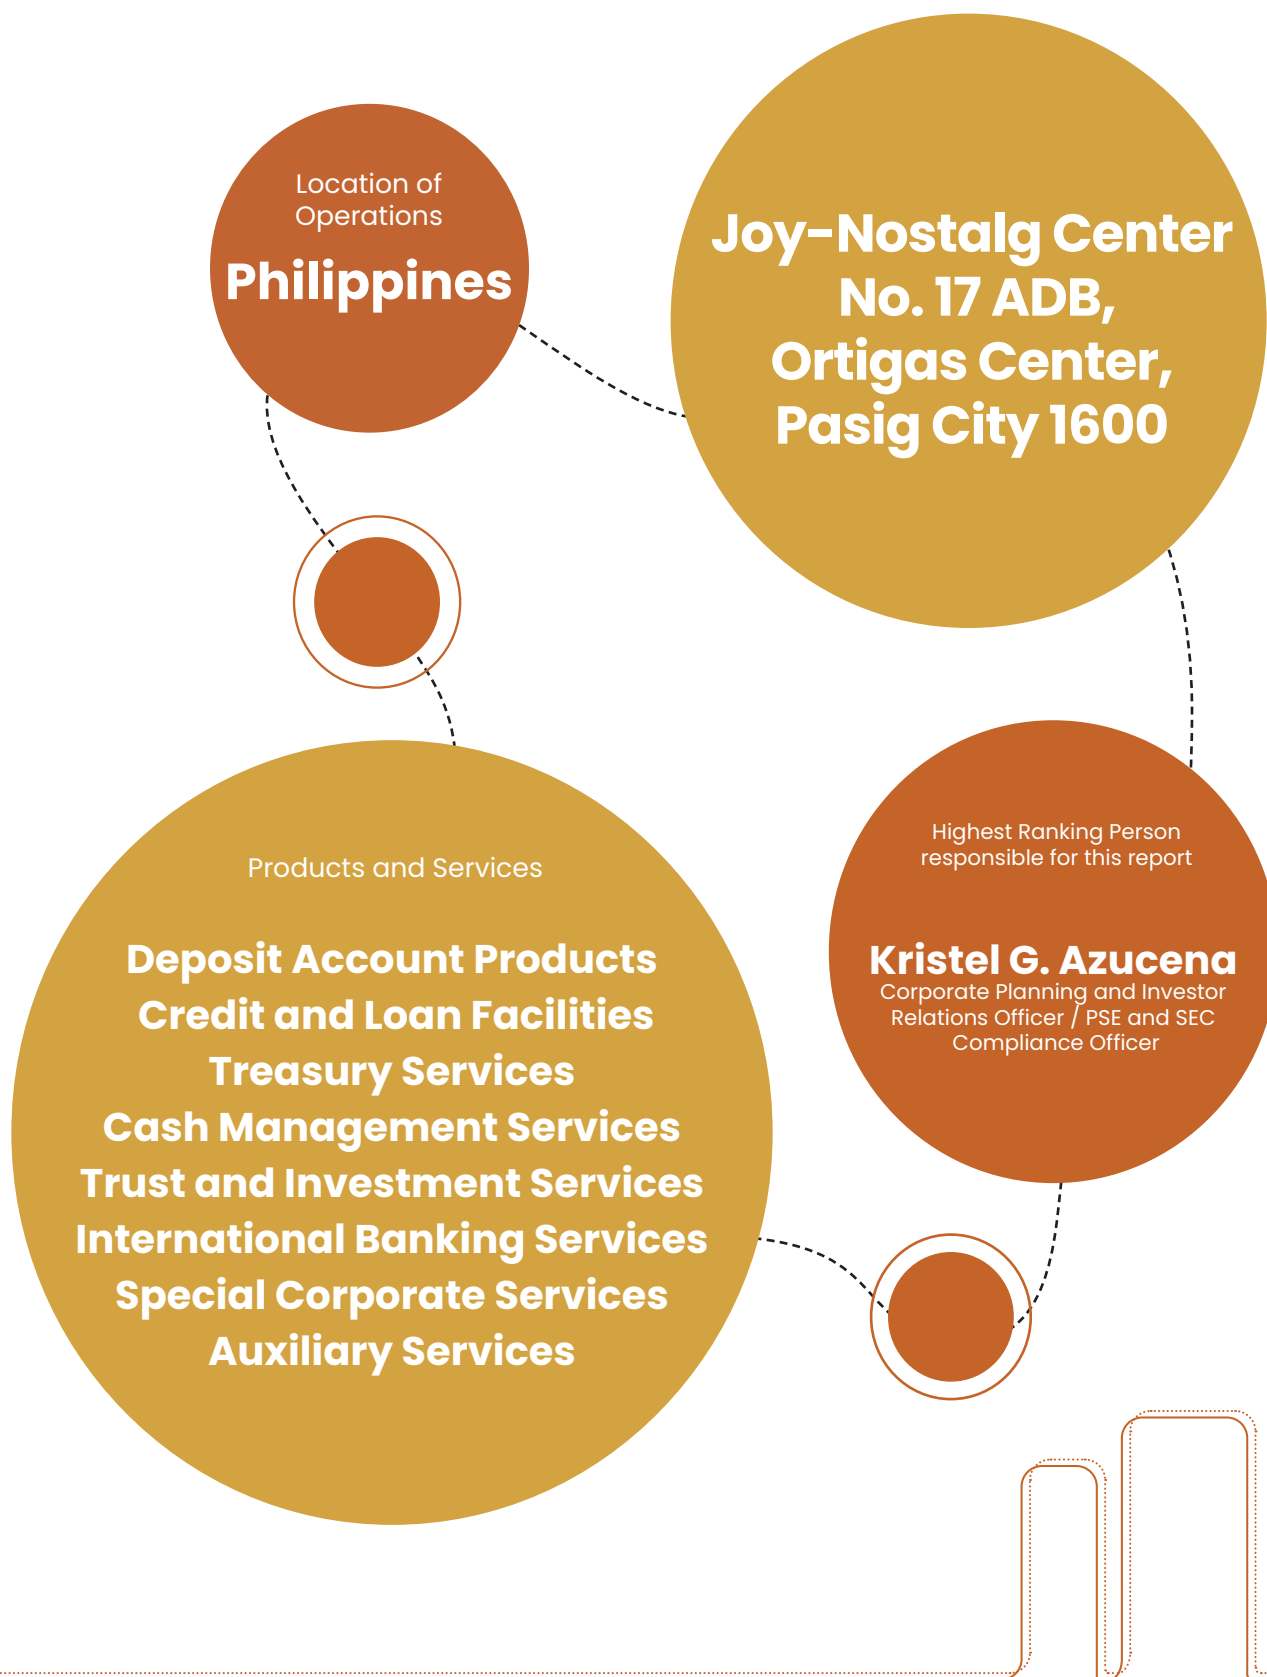 Location of
Operations
Philippines
Joy-Nostalg Center
No. 17 ADB,
Ortigas Center,
Pasig City 1600
Products and Services
Deposit Account Products
Credit and Loan Facilities
Treasury Services
Cash Management Services
Trust and Investment Services
International Banking Services
Special Corporate Services
Auxiliary Services
Highest Ranking Person
responsible for this report
Kristel G. Azucena
Corporate Planning and Investor
Relations Officer / PSE and SEC
Compliance Officer